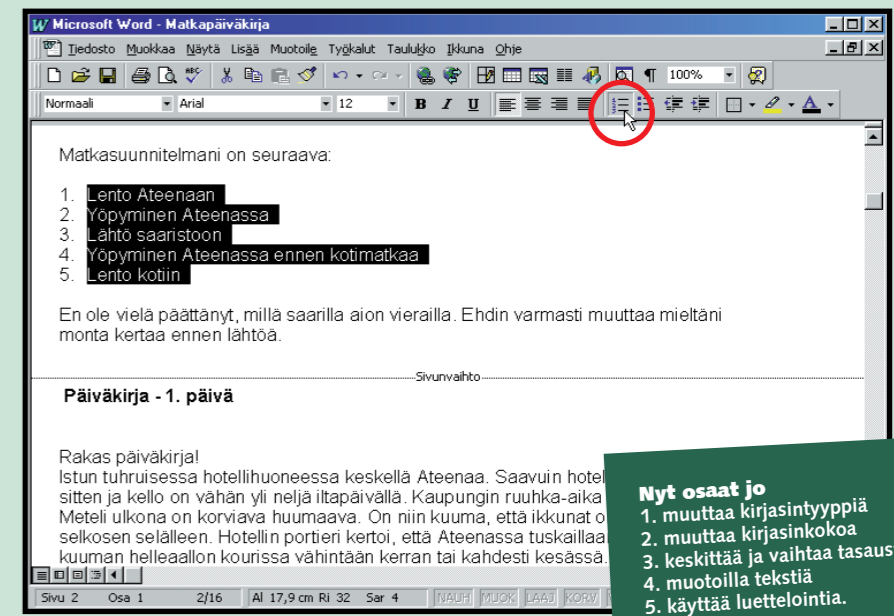 Microsoft Word - Matkapäiväkirja
Tiedosto Muokkaa Näytä Lisää Muotoile Työkalut Taulukko Ikkuna Ohje
100%
Normaali Arial 12 B I U
Matkasuunnitelmani on seuraava:
1. Lento Ateenaan
2. Yöpyminen Ateenassa
3. Lähtö saaristoon
4. Yöpyminen Ateenassa ennen kotimatkaa
5. Lento kotiin
En ole vielä päättänyt, millä saarilla aion vierailla. Ehdin varmasti muuttaa mieltäni
monta kertaa ennen lähtöä.
Sivunvaihto
Päiväkirja - 1. päivä
Rakas päiväkirja!
Istun tuhruisessa hotellihuoneessa keskellä Ateenaa. Saavuin hotel
sitten ja kello on vähän yli neljä iltapäivällä. Kaupungin ruuhka-aika
Meteli ulkona on korviava huumaava. On niin kuuma, että ikkunat o
selkosen selälleen. Hotellin portieri kertoi, että Ateenassa tuskaillaa
kuuman helleaallon kourissa vähintään kerran tai kahdesti kesässä.
Sivu 2 Osa 1 2/16 Al 17,9 cm Ri 32 Sar 4 NAUH MUOK LAAJ KORV
Nyt osaat jo
1. muuttaa kirjasintyyppiä
2. muuttaa kirjasinkokoa
3. keskittää ja vaihtaa tasaus
4. muotoilla tekstiä
5. käyttää luettelointia.